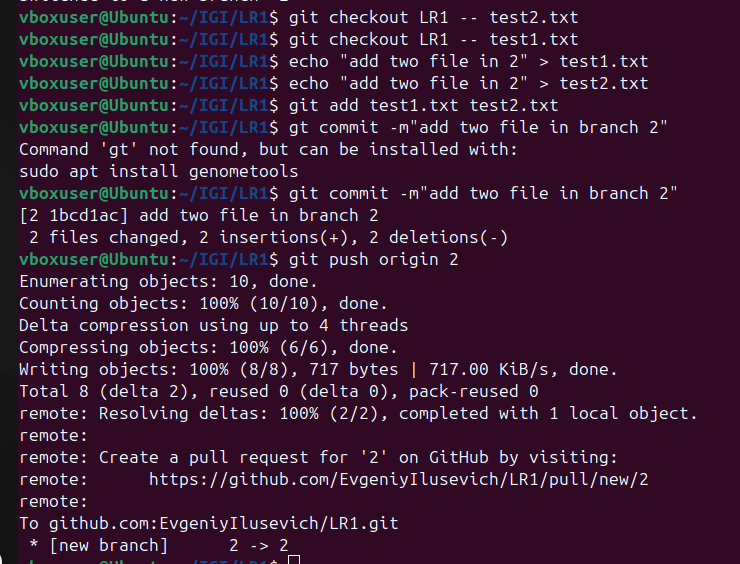 vboxuser@Ubuntu:~/IGI/LR1$ git checkout LR1 -- test2.txt
vboxuser@Ubuntu:~/IGI/LR1$ git checkout LR1 -- test1.txt
vboxuser@Ubuntu:~/IGI/LR1$ echo "add two file in 2" > test1.txt
vboxuser@Ubuntu:~/IGI/LR1$ echo "add two file in 2" > test2.txt
vboxuser@Ubuntu:~/IGI/LR1$ git add test1.txt test2.txt
vboxuser@Ubuntu:~/IGI/LR1$ gt commit -m"add two file in branch 2"
Command 'gt' not found, but can be installed with:
sudo apt install genometools
vboxuser@Ubuntu:~/IGI/LR1$ git commit -m"add two file in branch 2"
[2 1bcd1ac] add two file in branch 2
 2 files changed, 2 insertions(+), 2 deletions(-)
vboxuser@Ubuntu:~/IGI/LR1$ git push origin 2
Enumerating objects: 10, done.
Counting objects: 100% (10/10), done.
Delta compression using up to 4 threads
Compressing objects: 100% (6/6), done.
Writing objects: 100% (8/8), 717 bytes | 717.00 KiB/s, done.
Total 8 (delta 2), reused 0 (delta 0), pack-reused 0
remote: Resolving deltas: 100% (2/2), completed with 1 local object.
remote:
remote: Create a pull request for '2' on GitHub by visiting:
remote:      https://github.com/EvgeniyIlusevich/LR1/pull/new/2
remote:
To github.com:EvgeniyIlusevich/LR1.git
 * [new branch]      2 -> 2
vboxuser@Ubuntu:~/IGI/LR1$